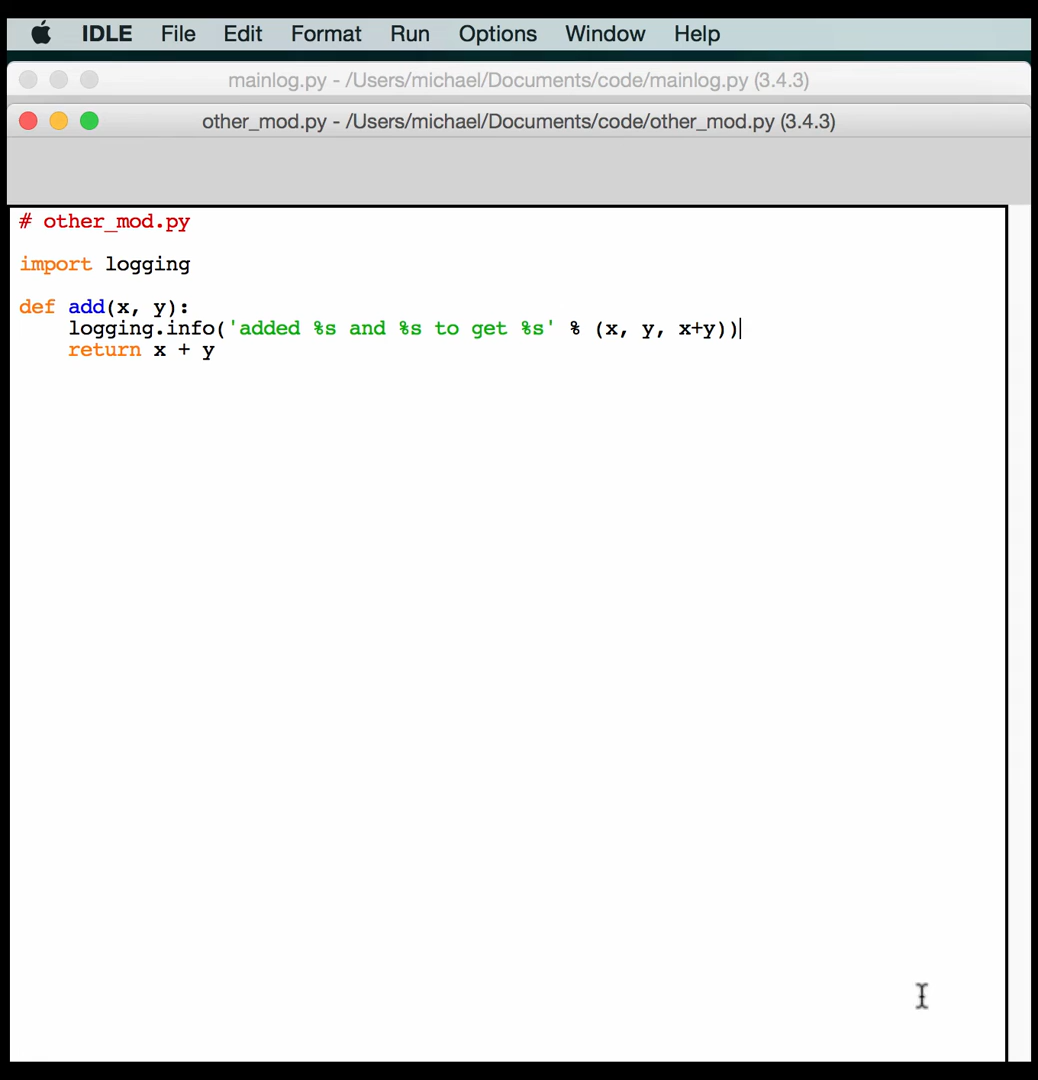 IDLE File Edit Format Run Options Window Help
mainlog.py - /Users/michael/Documents/code/mainlog.py (3.4.3)
other_mod.py - /Users/michael/Documents/code/other_mod.py (3.4.3)
# other_mod.py
import logging
def add(x, y):
    logging.info('added %s and %s to get %s' % (x, y, x+y))
    return x + y